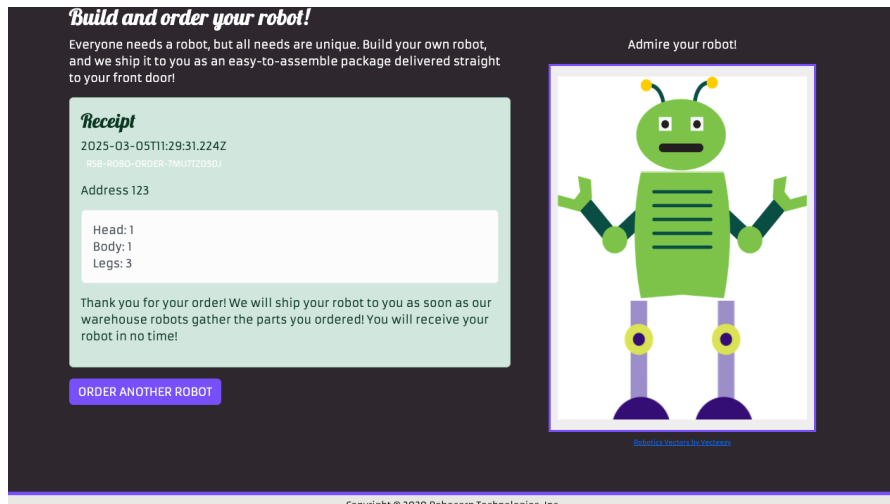 Build and order your robot!
Everyone needs a robot, but all needs are unique. Build your own robot,
and we ship it to you as an easy-to-assemble package delivered straight
to your front door!
Receipt
2025-03-05T11:29:31.224Z
Address 123
Head: 1
Body: 1
Legs: 3
Thank you for your order! We will ship your robot to you as soon as our
warehouse robots gather the parts you ordered! You will receive your
robot in no time!
ORDER ANOTHER ROBOT
Admire your robot!
Robotics Vectors by Vecteezy